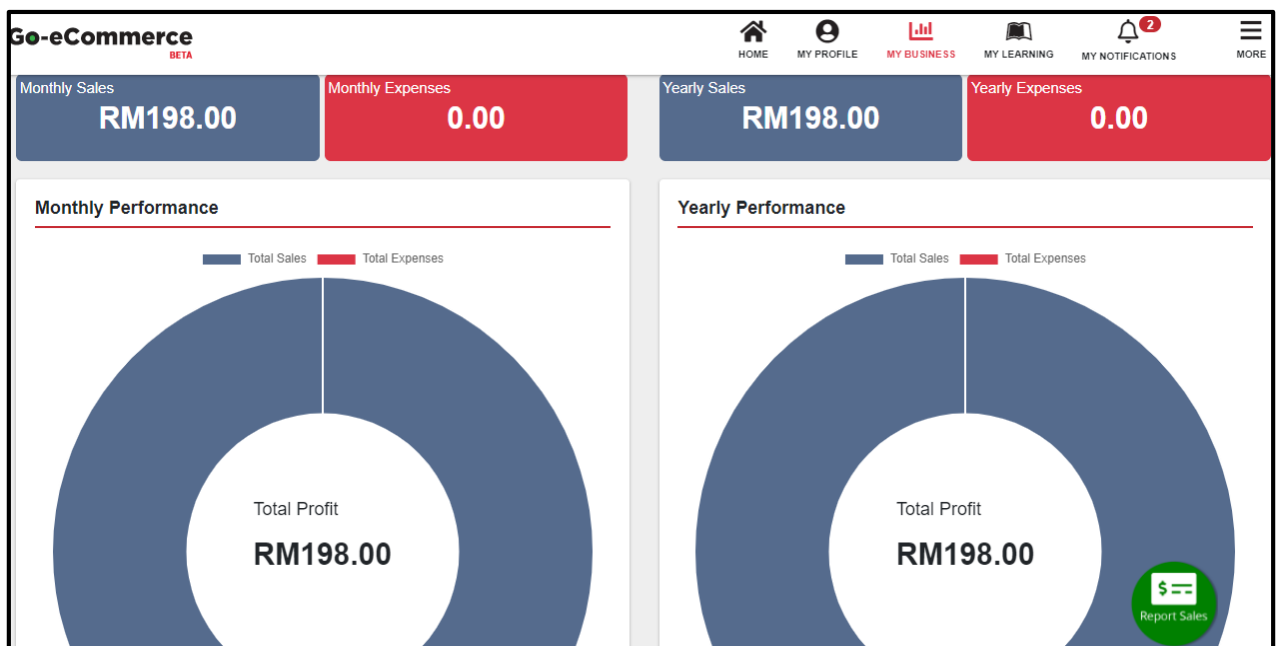 Go-eCommerce
BETA
HOME
MY PROFILE
MY BUSINESS
MY LEARNING
2
MY NOTIFICATIONS
MORE
Monthly Sales
RM198.00
Monthly Expenses
0.00
Yearly Sales
RM198.00
Yearly Expenses
0.00
Monthly Performance
Total Sales
Total Expenses
Total Profit
RM198.00
Yearly Performance
Total Sales
Total Expenses
Total Profit
RM198.00
$
Report Sales